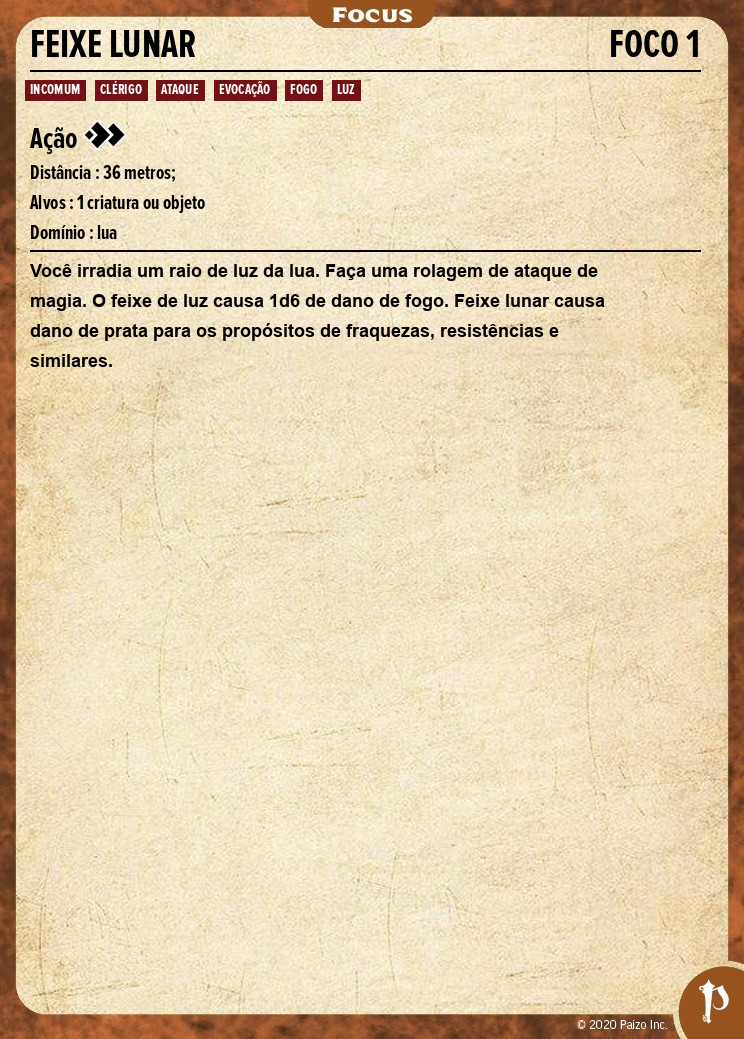 Focus
FEIXE LUNAR FOCO 1
INCOMUM CLÉRIGO ATAQUE EVOCAÇÃO FOGO LUZ
Ação
Distância : 36 metros;
Alvos : 1 criatura ou objeto
Domínio : lua
Você irradia um raio de luz da lua. Faça uma rolagem de ataque de
magia. O feixe de luz causa 1d6 de dano de fogo. Feixe lunar causa
dano de prata para os propósitos de fraquezas, resistências e
similares.
© 2020 Paizo Inc.
P